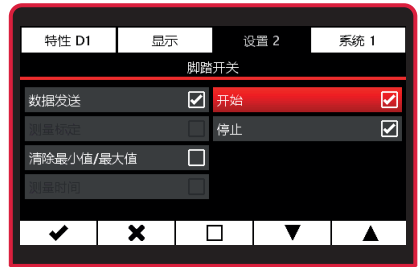 特性 D1 显示 设置 2 系统 1
脚踏开关
数据发送 开始
测量标定 停止
清除最小值/最大值
测量时间